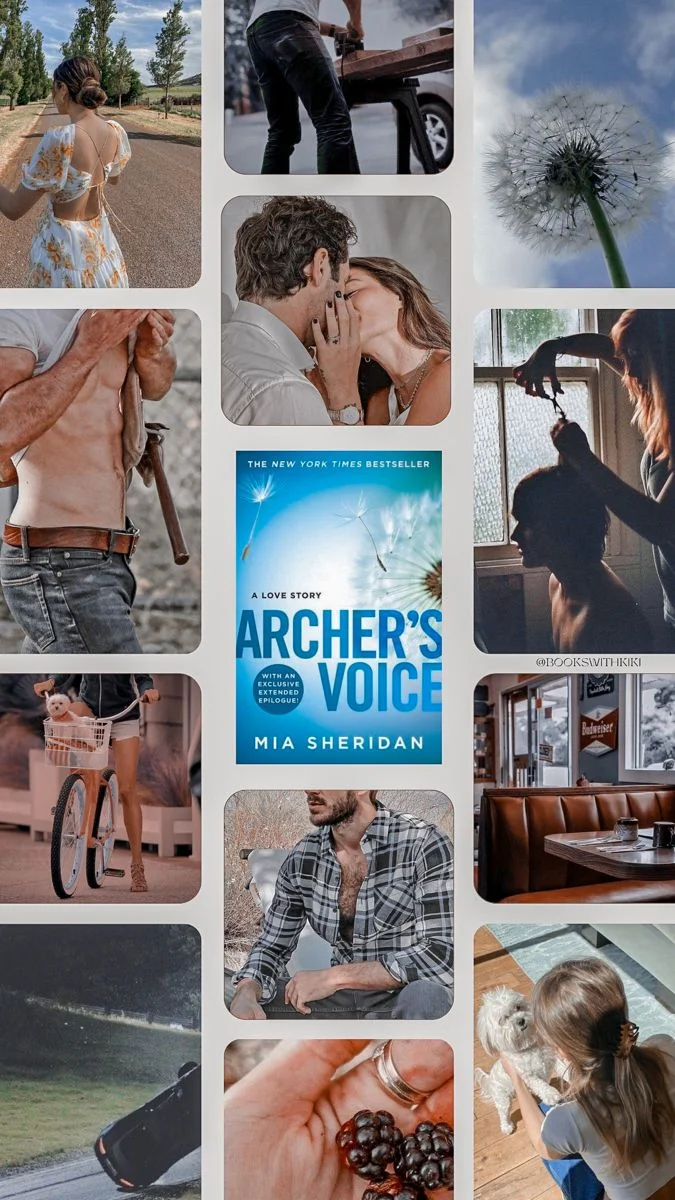 THE NEW YORK TIMES BESTSELLER
A LOVE STORY
ARCHER'S
VOICE
WITH AN
EXCLUSIVE
EXTENDED
EPILOGUE!
MIA SHERIDAN
@BOOKSWITHKIKI
Budweiser